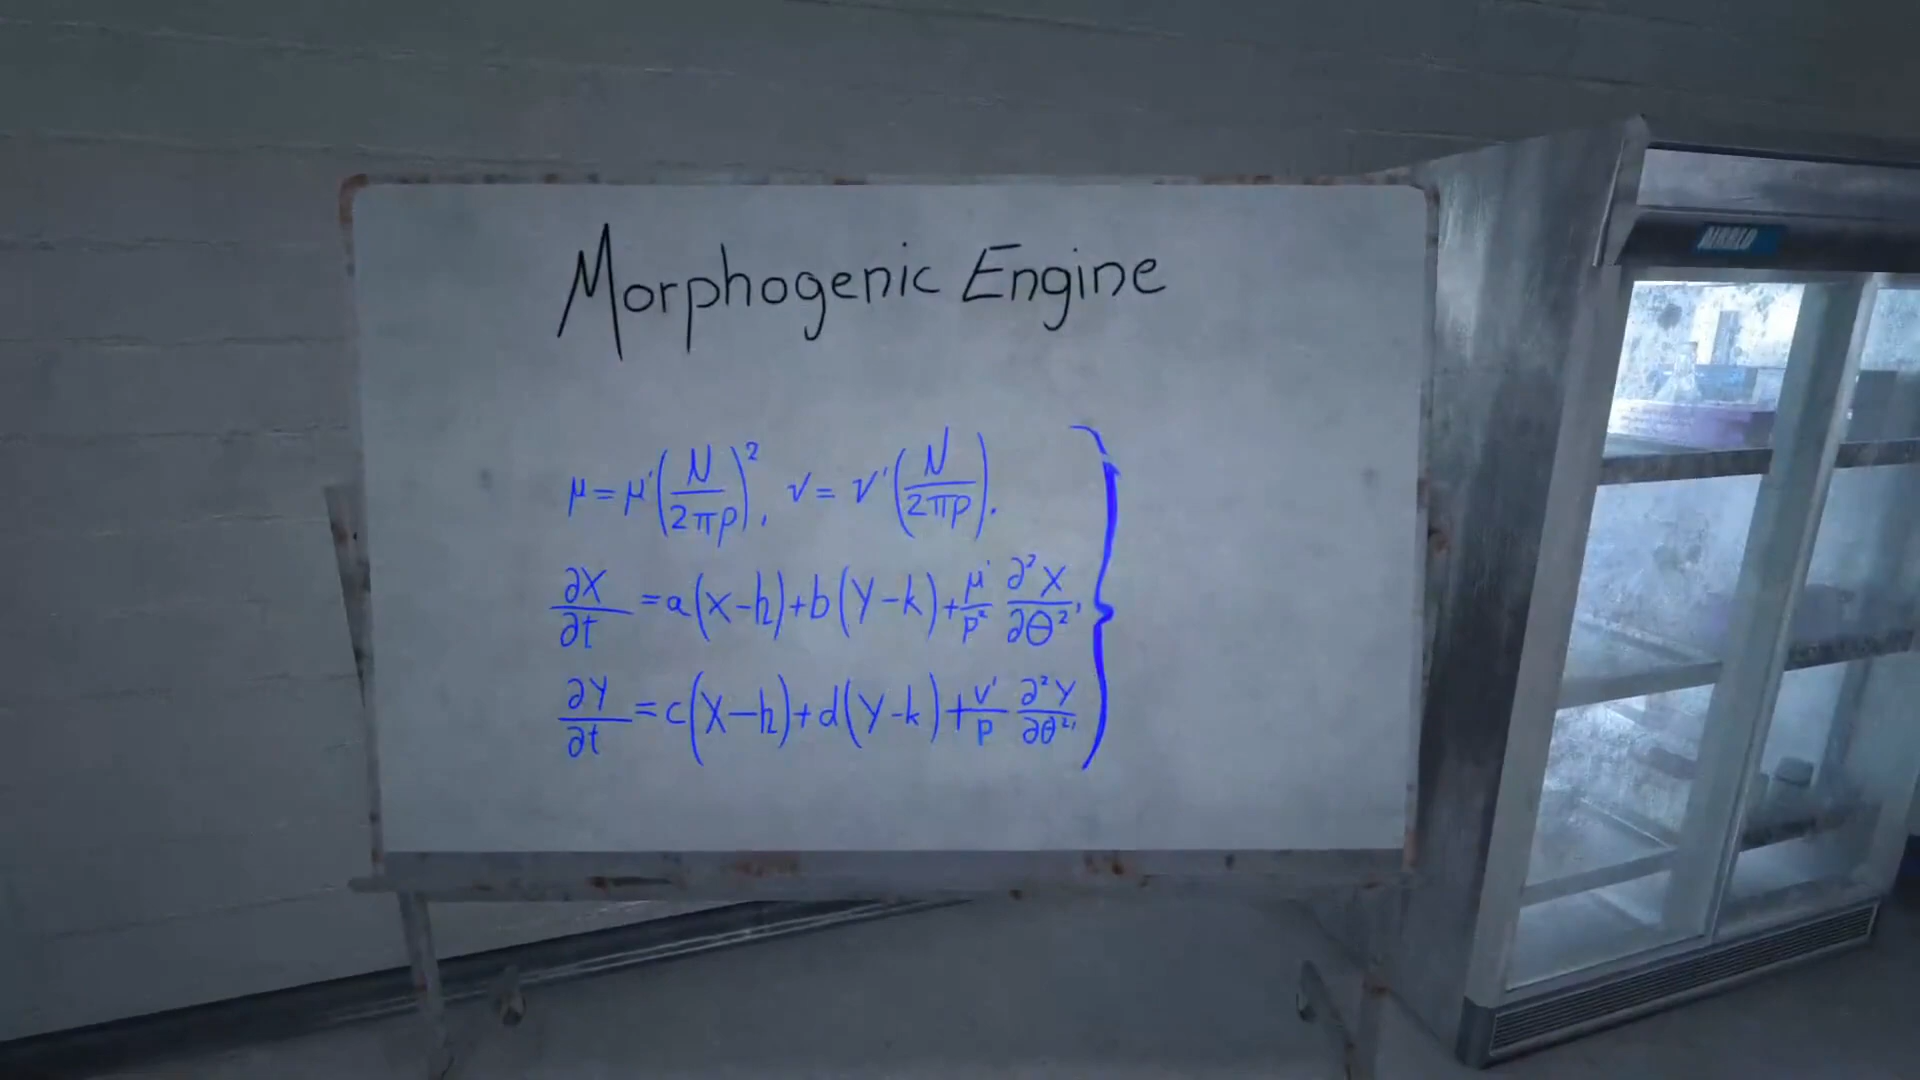 Morphogenic Engine
μ = μ'(N/2πρ)², ν = ν'(N/2πρ).
∂X/∂t = a(X-h)+b(Y-k)+μ'/ρ² ∂²X/∂θ²,
∂Y/∂t = c(X-h)+d(Y-k)+ν'/ρ ∂²Y/∂θ²,